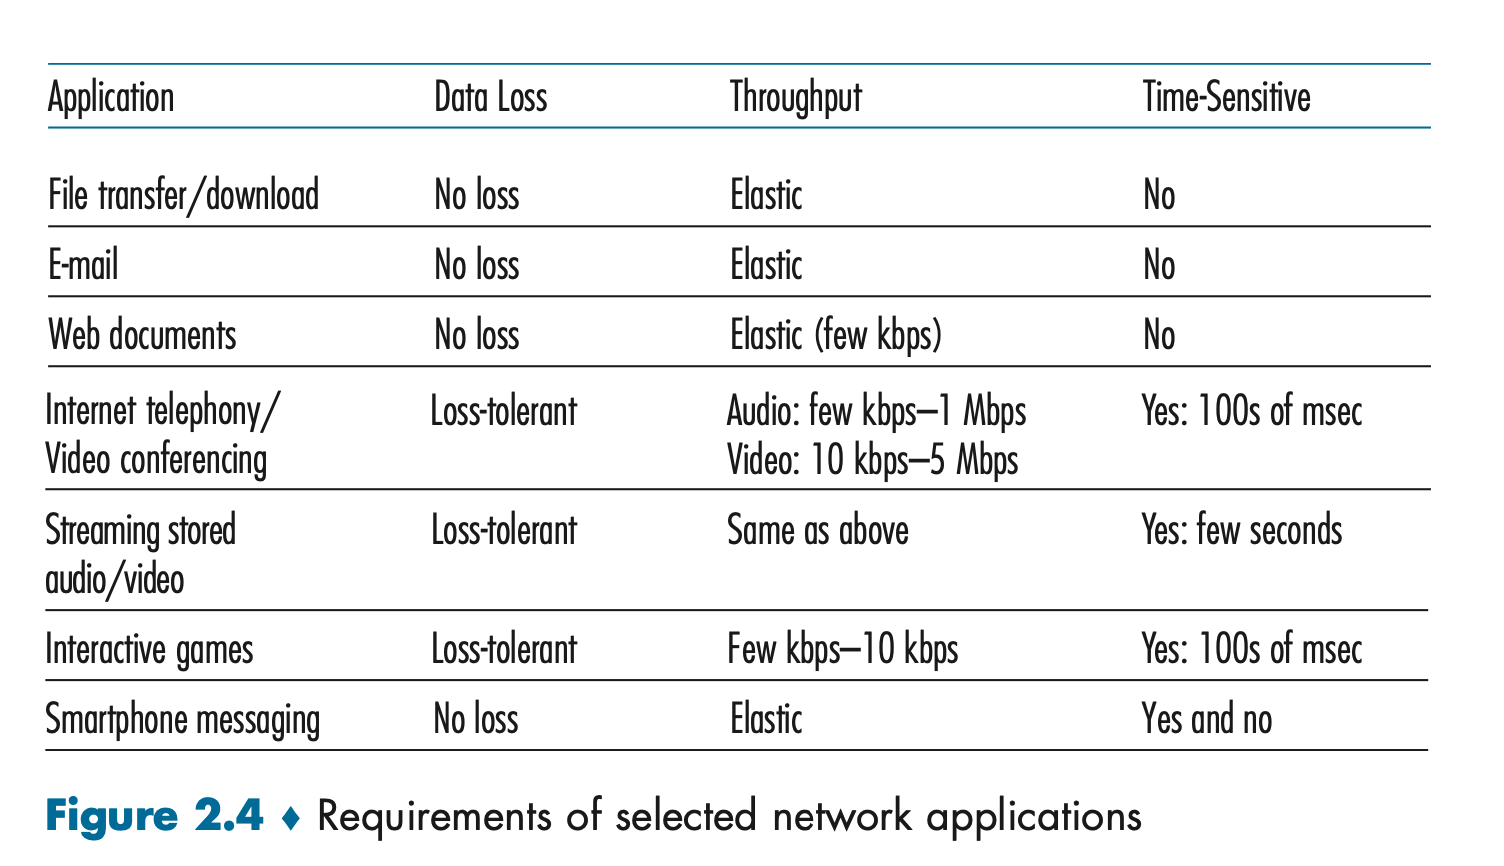 Application Data Loss Throughput Time-Sensitive
File transfer/download No loss Elastic No
E-mail No loss Elastic No
Web documents No loss Elastic (few kbps) No
Internet telephony/ Loss-tolerant Audio: few kbps–1 Mbps Yes: 100s of msec
Video conferencing Video: 10 kbps–5 Mbps
Streaming stored Loss-tolerant Same as above Yes: few seconds
audio/video
Interactive games Loss-tolerant Few kbps–10 kbps Yes: 100s of msec
Smartphone messaging No loss Elastic Yes and no
Figure 2.4 ♦ Requirements of selected network applications